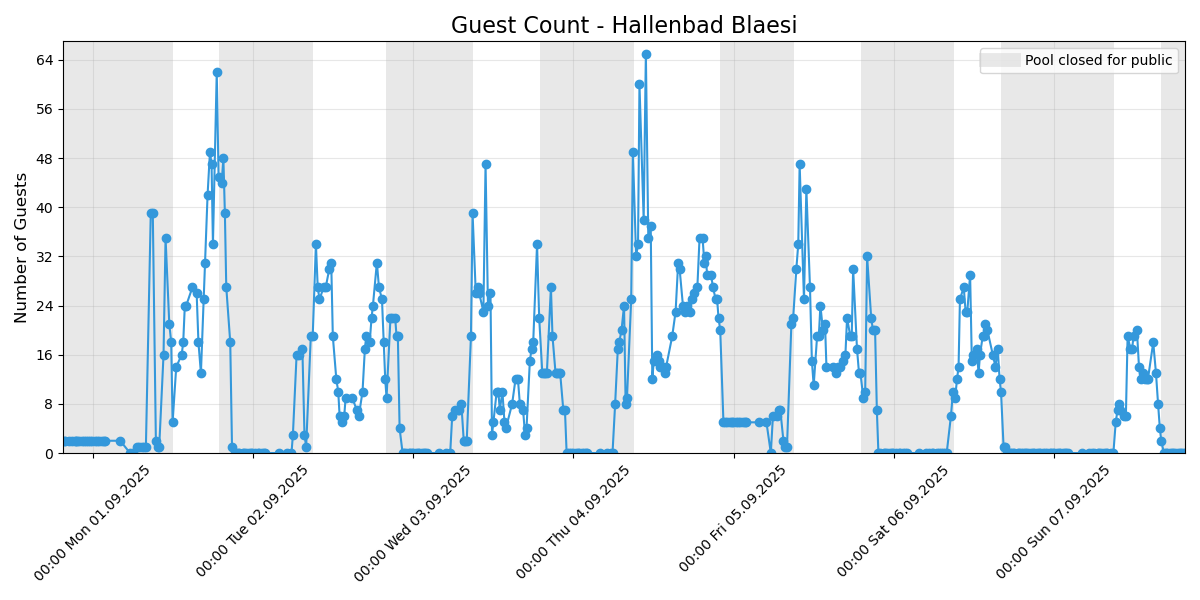 Guest Count - Hallenbad Blaesi
Pool closed for public
Number of Guests
64
56
48
40
32
24
16
8
0
00:00 Mon 01.09.2025
00:00 Tue 02.09.2025
00:00 Wed 03.09.2025
00:00 Thu 04.09.2025
00:00 Fri 05.09.2025
00:00 Sat 06.09.2025
00:00 Sun 07.09.2025